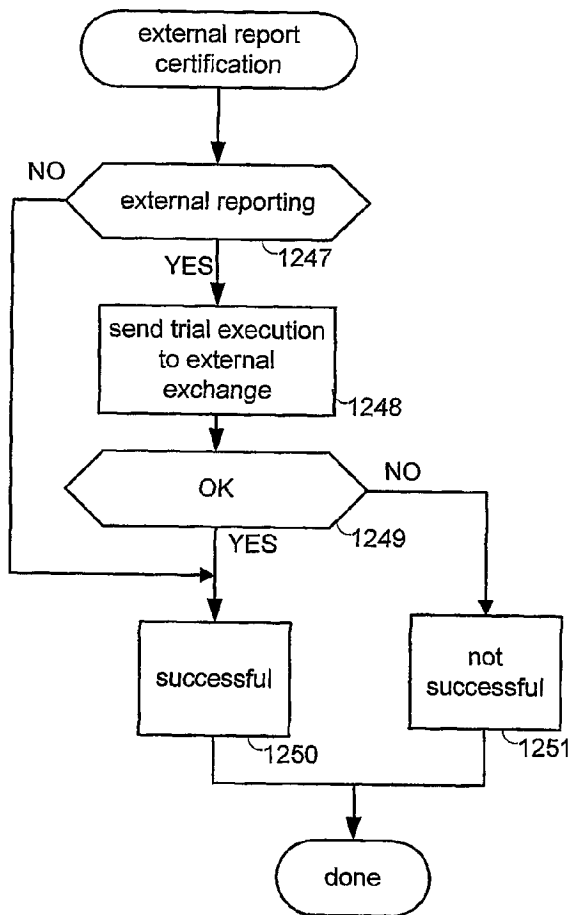 external report
certification
NO
external reporting
1247
YES
send trial execution
to external
exchange
1248
OK
NO
1249
YES
successful
1250
not
successful
1251
done